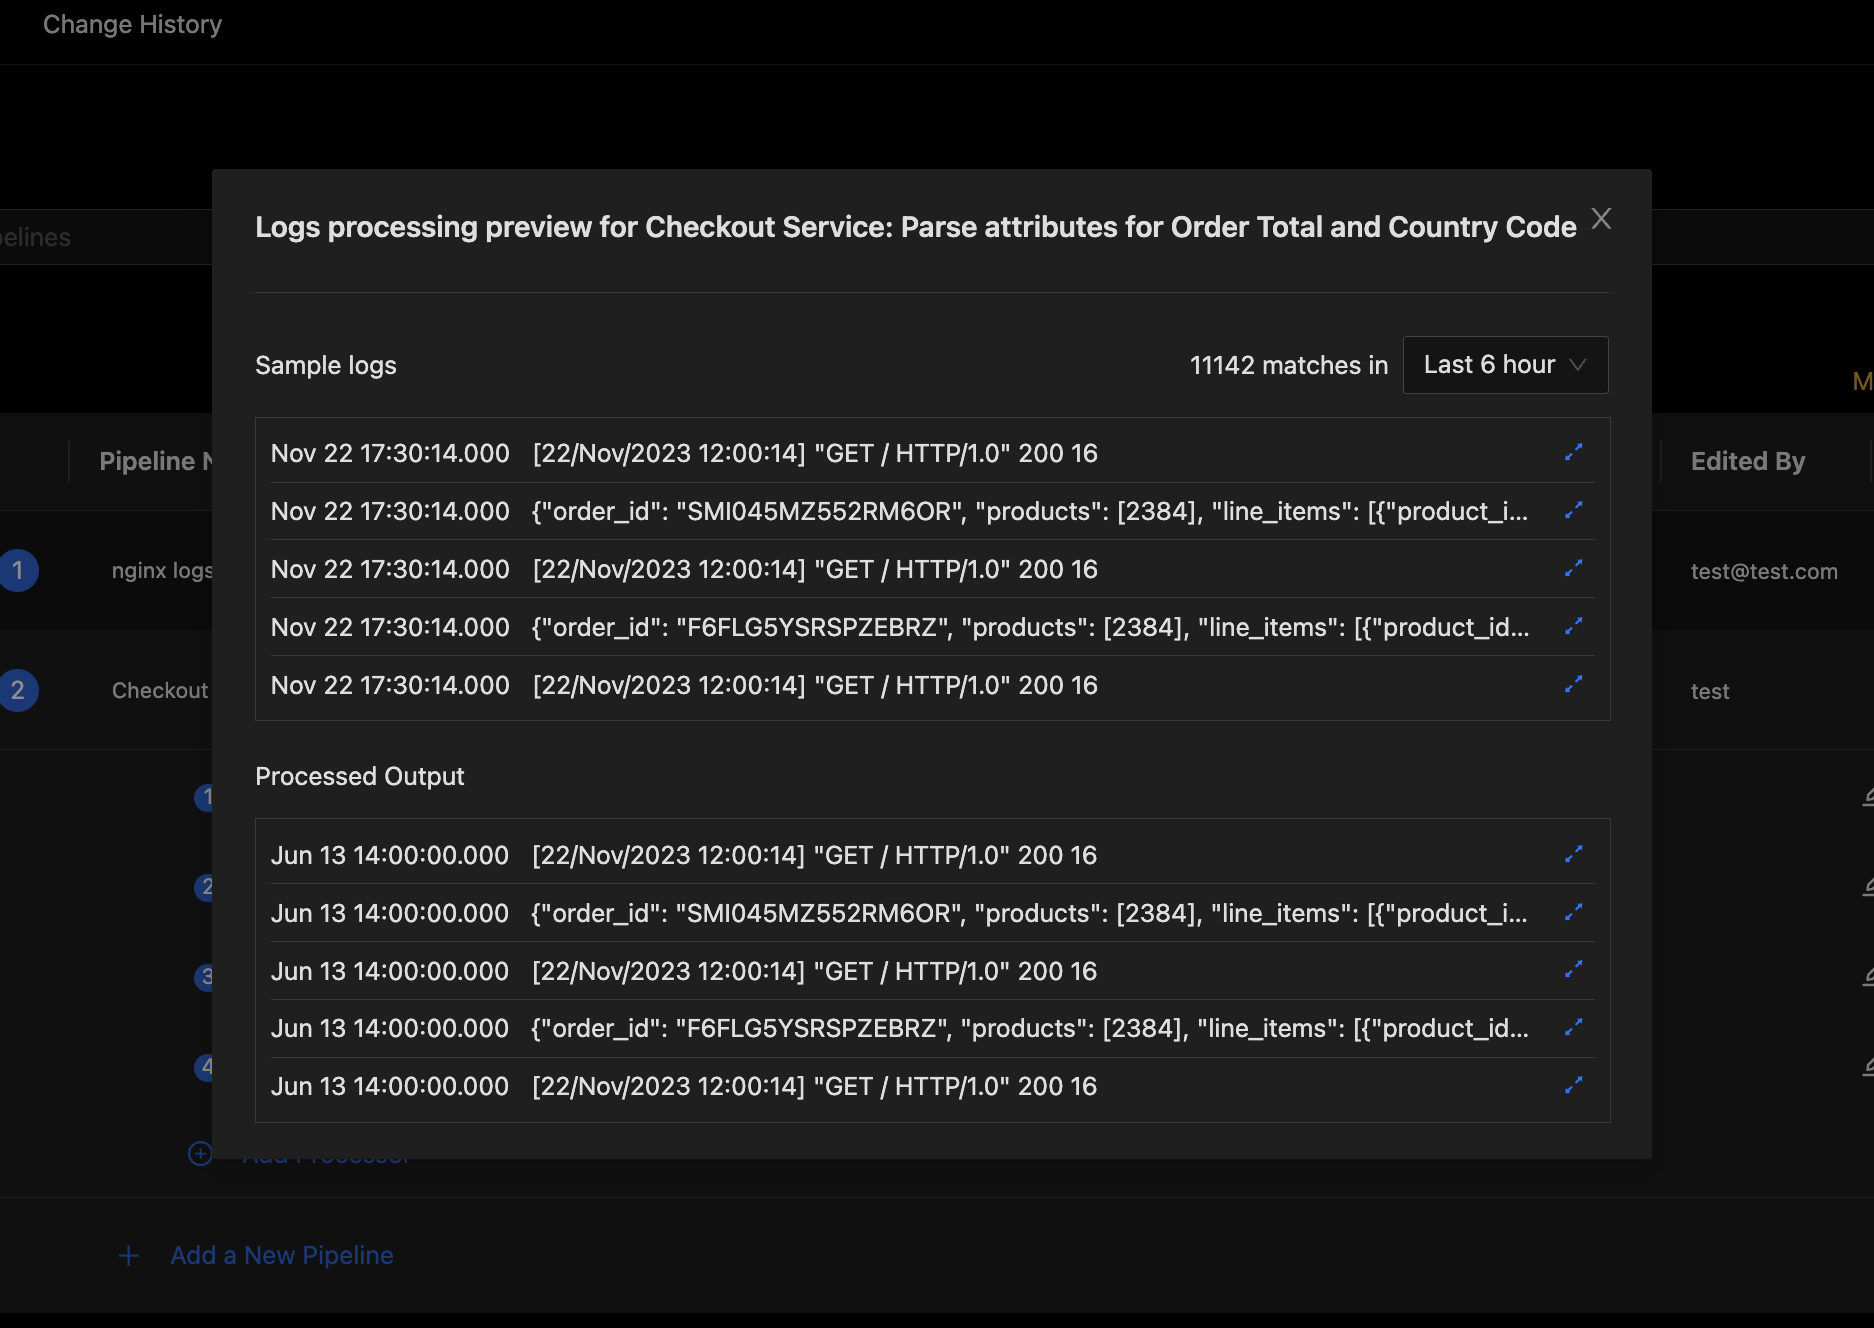 Change History
Logs processing preview for Checkout Service: Parse attributes for Order Total and Country Code
Sample logs 11142 matches in Last 6 hour
Pipeline Edited By
Nov 22 17:30:14.000 [22/Nov/2023 12:00:14] "GET / HTTP/1.0" 200 16
Nov 22 17:30:14.000 {"order_id": "SMI045MZ552RM6OR", "products": [2384], "line_items": [{"product_i...
1 nginx logs test@test.com
Nov 22 17:30:14.000 [22/Nov/2023 12:00:14] "GET / HTTP/1.0" 200 16
Nov 22 17:30:14.000 {"order_id": "F6FLG5YSRSPZEBRZ", "products": [2384], "line_items": [{"product_id...
2 Checkout test
Nov 22 17:30:14.000 [22/Nov/2023 12:00:14] "GET / HTTP/1.0" 200 16
Processed Output
1
Jun 13 14:00:00.000 [22/Nov/2023 12:00:14] "GET / HTTP/1.0" 200 16
2
Jun 13 14:00:00.000 {"order_id": "SMI045MZ552RM6OR", "products": [2384], "line_items": [{"product_i...
3
Jun 13 14:00:00.000 [22/Nov/2023 12:00:14] "GET / HTTP/1.0" 200 16
Jun 13 14:00:00.000 {"order_id": "F6FLG5YSRSPZEBRZ", "products": [2384], "line_items": [{"product_id...
4
Jun 13 14:00:00.000 [22/Nov/2023 12:00:14] "GET / HTTP/1.0" 200 16
Add a New Pipeline